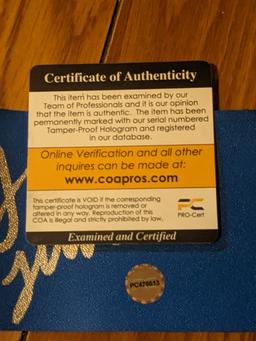 Certificate of Authenticity
This item has been examined by our
Team of Professionals and it is our opinion
that the item is authentic. The item has been
permanently marked with our serial numbered
Tamper-Proof Hologram and registered
in our database.
Online Verification and all other
inquires can be made at:
www.coapros.com
This certificate is VOID if the corresponding
tamper-proof hologram is removed or
altered in any way. Reproduction of this
COA is illegal and strictly prohibited by law.
PC
PRO-Cert
Examined and Certified